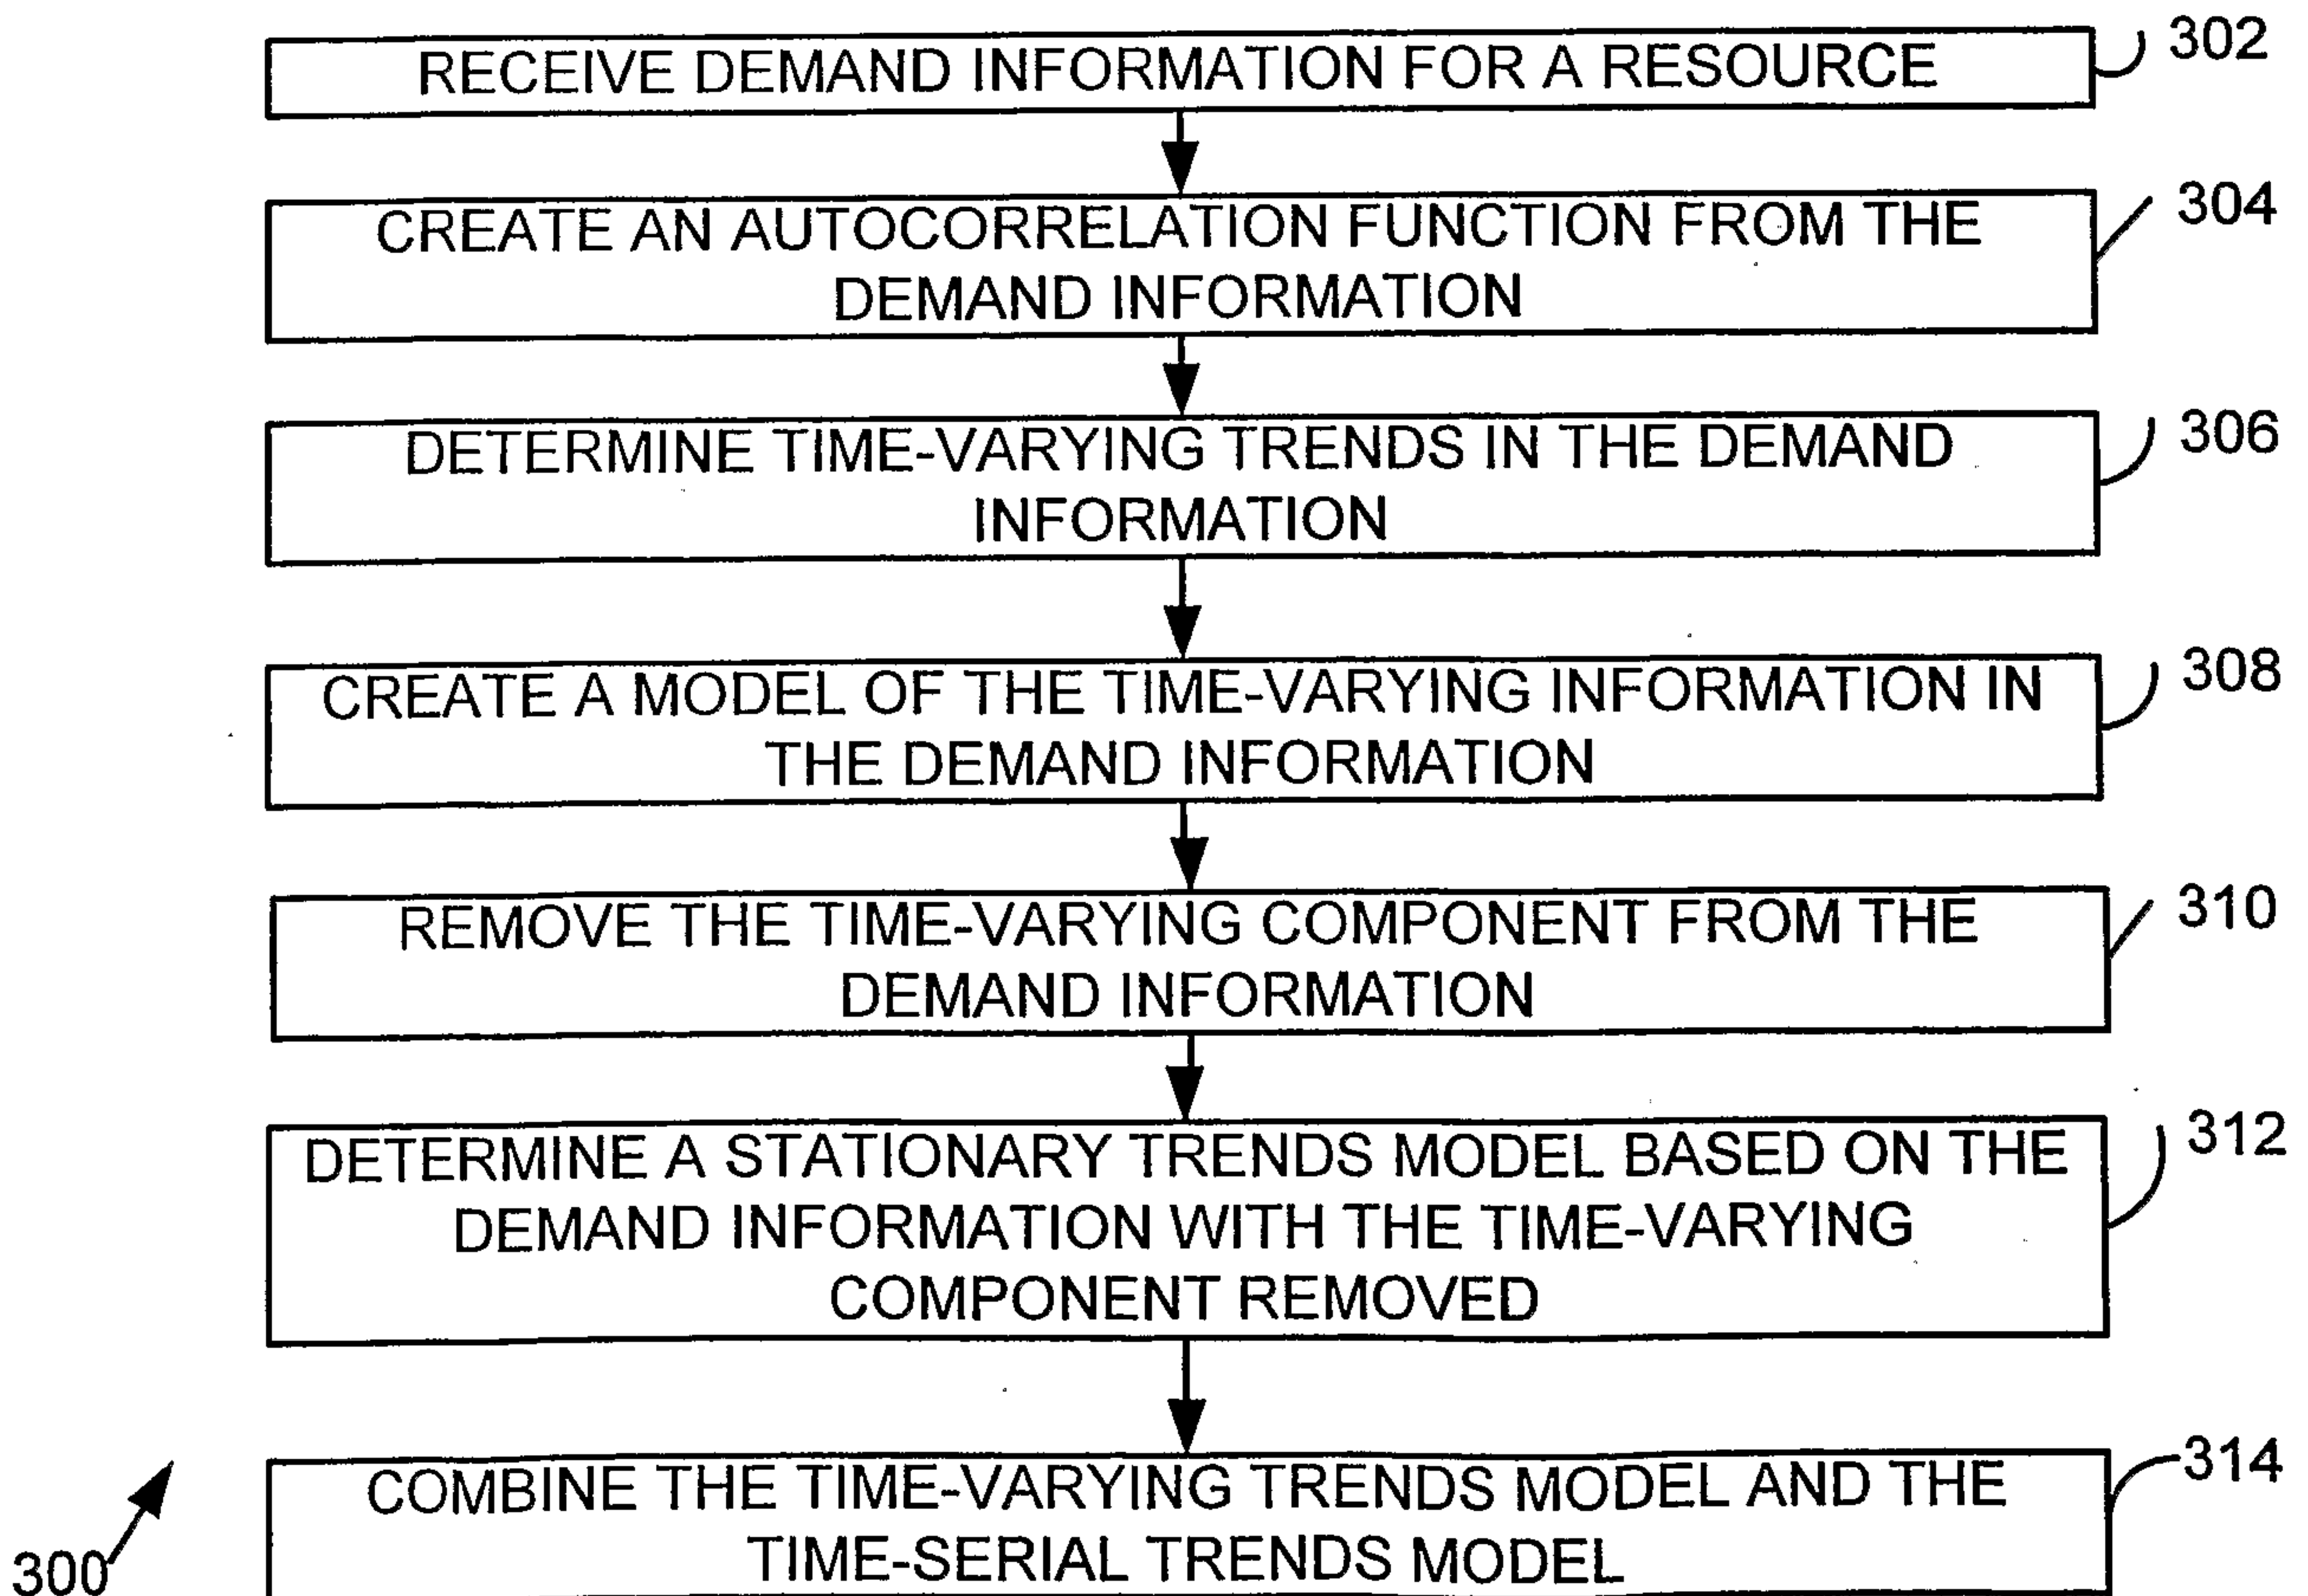 RECEIVE DEMAND INFORMATION FOR A RESOURCE
302
CREATE AN AUTOCORRELATION FUNCTION FROM THE
DEMAND INFORMATION
304
DETERMINE TIME-VARYING TRENDS IN THE DEMAND
INFORMATION
306
CREATE A MODEL OF THE TIME-VARYING INFORMATION IN
THE DEMAND INFORMATION
308
REMOVE THE TIME-VARYING COMPONENT FROM THE
DEMAND INFORMATION
310
DETERMINE A STATIONARY TRENDS MODEL BASED ON THE
DEMAND INFORMATION WITH THE TIME-VARYING
COMPONENT REMOVED
312
COMBINE THE TIME-VARYING TRENDS MODEL AND THE
TIME-SERIAL TRENDS MODEL
314
300